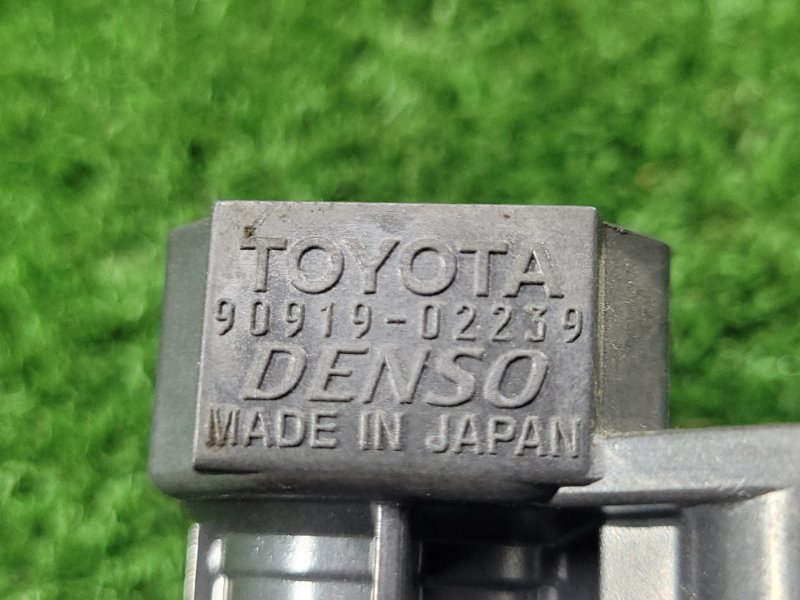 TOYOTA
90919-02239
DENSO
MADE IN JAPAN